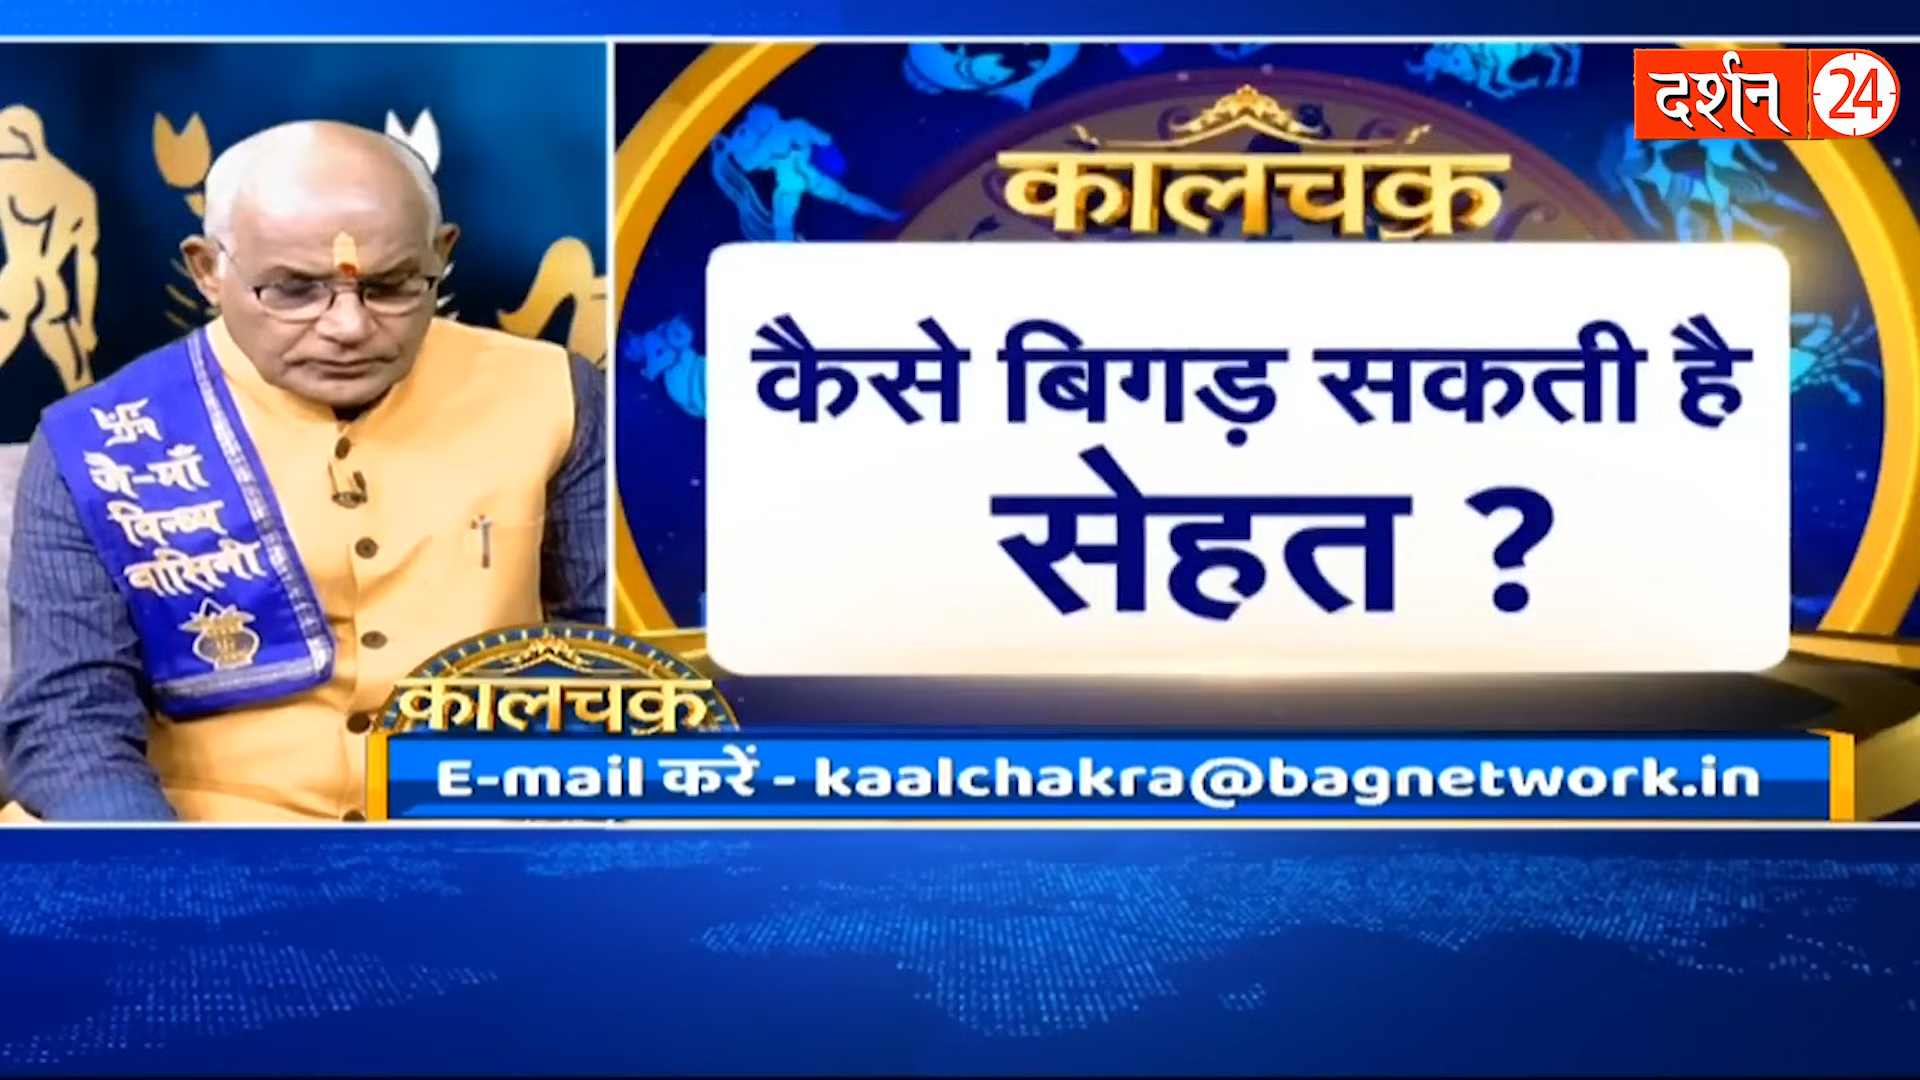 दर्शन 24
कालचक्र
कैसे बिगड़ सकती है
सेहत ?
जै-माँ
विन्ध्य
वासिनी
कालचक्र
E-mail करें - kaalchakra@bagnetwork.in